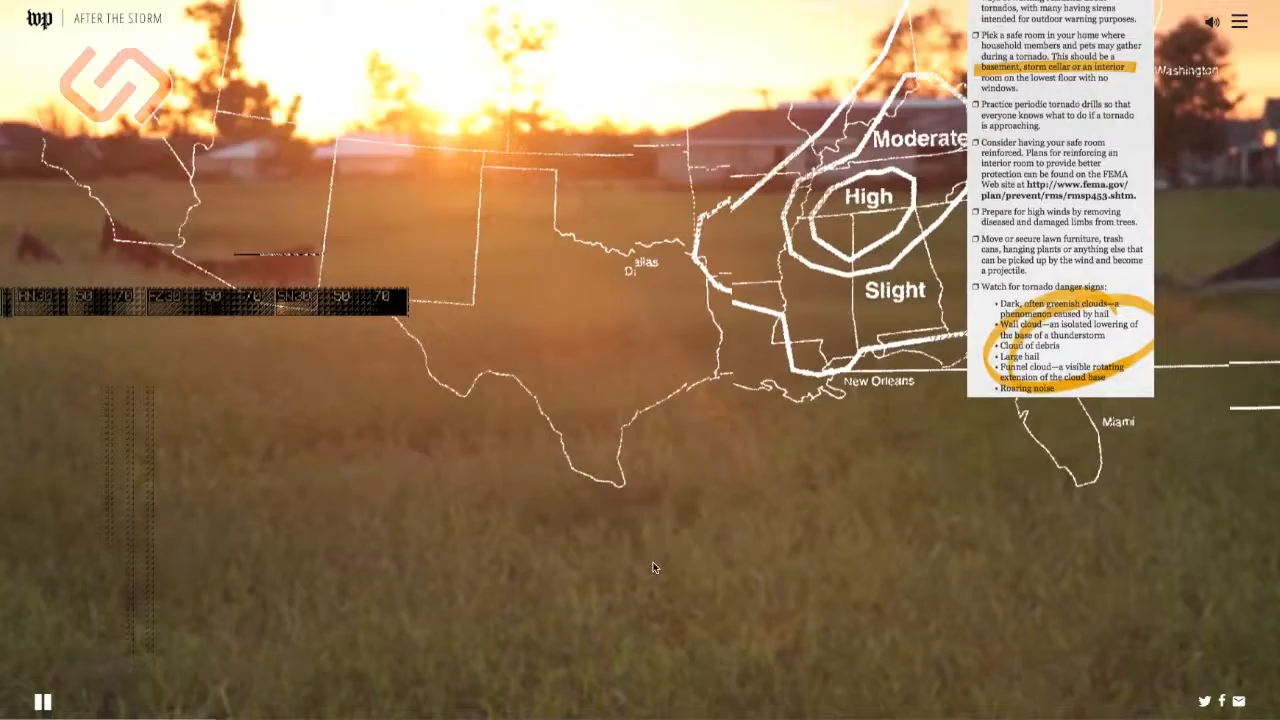 wp
AFTER THE STORM
tornados, with many having sirens
intended for outdoor warning purposes.
Pick a safe room in your home where
household members and pets may gather
during a tornado. This should be a
basement, storm cellar or an interior
room on the lowest floor with no
windows.
Practice periodic tornado drills so that
everyone knows what to do if a tornado
is approaching.
Consider having your safe room
reinforced. Plans for reinforcing an
interior room to provide better
protection can be found on the FEMA
Web site at http://www.fema.gov/
plan/prevent/rms/rmsp453.shtm.
Prepare for high winds by removing
diseased and damaged limbs from trees.
Move or secure lawn furniture, trash
cans, hanging plants or anything else that
can be picked up by the wind and become
a projectile.
Watch for tornado danger signs:
• Dark, often greenish clouds—a
phenomenon caused by hail
• Wall cloud—an isolated lowering of
the base of a thunderstorm
• Cloud of debris
• Large hail
• Funnel cloud—a visible rotating
extension of the cloud base
• Roaring noise
Washington
Moderate
High
Slight
New Orleans
Miami
50 70 50 70 50 70